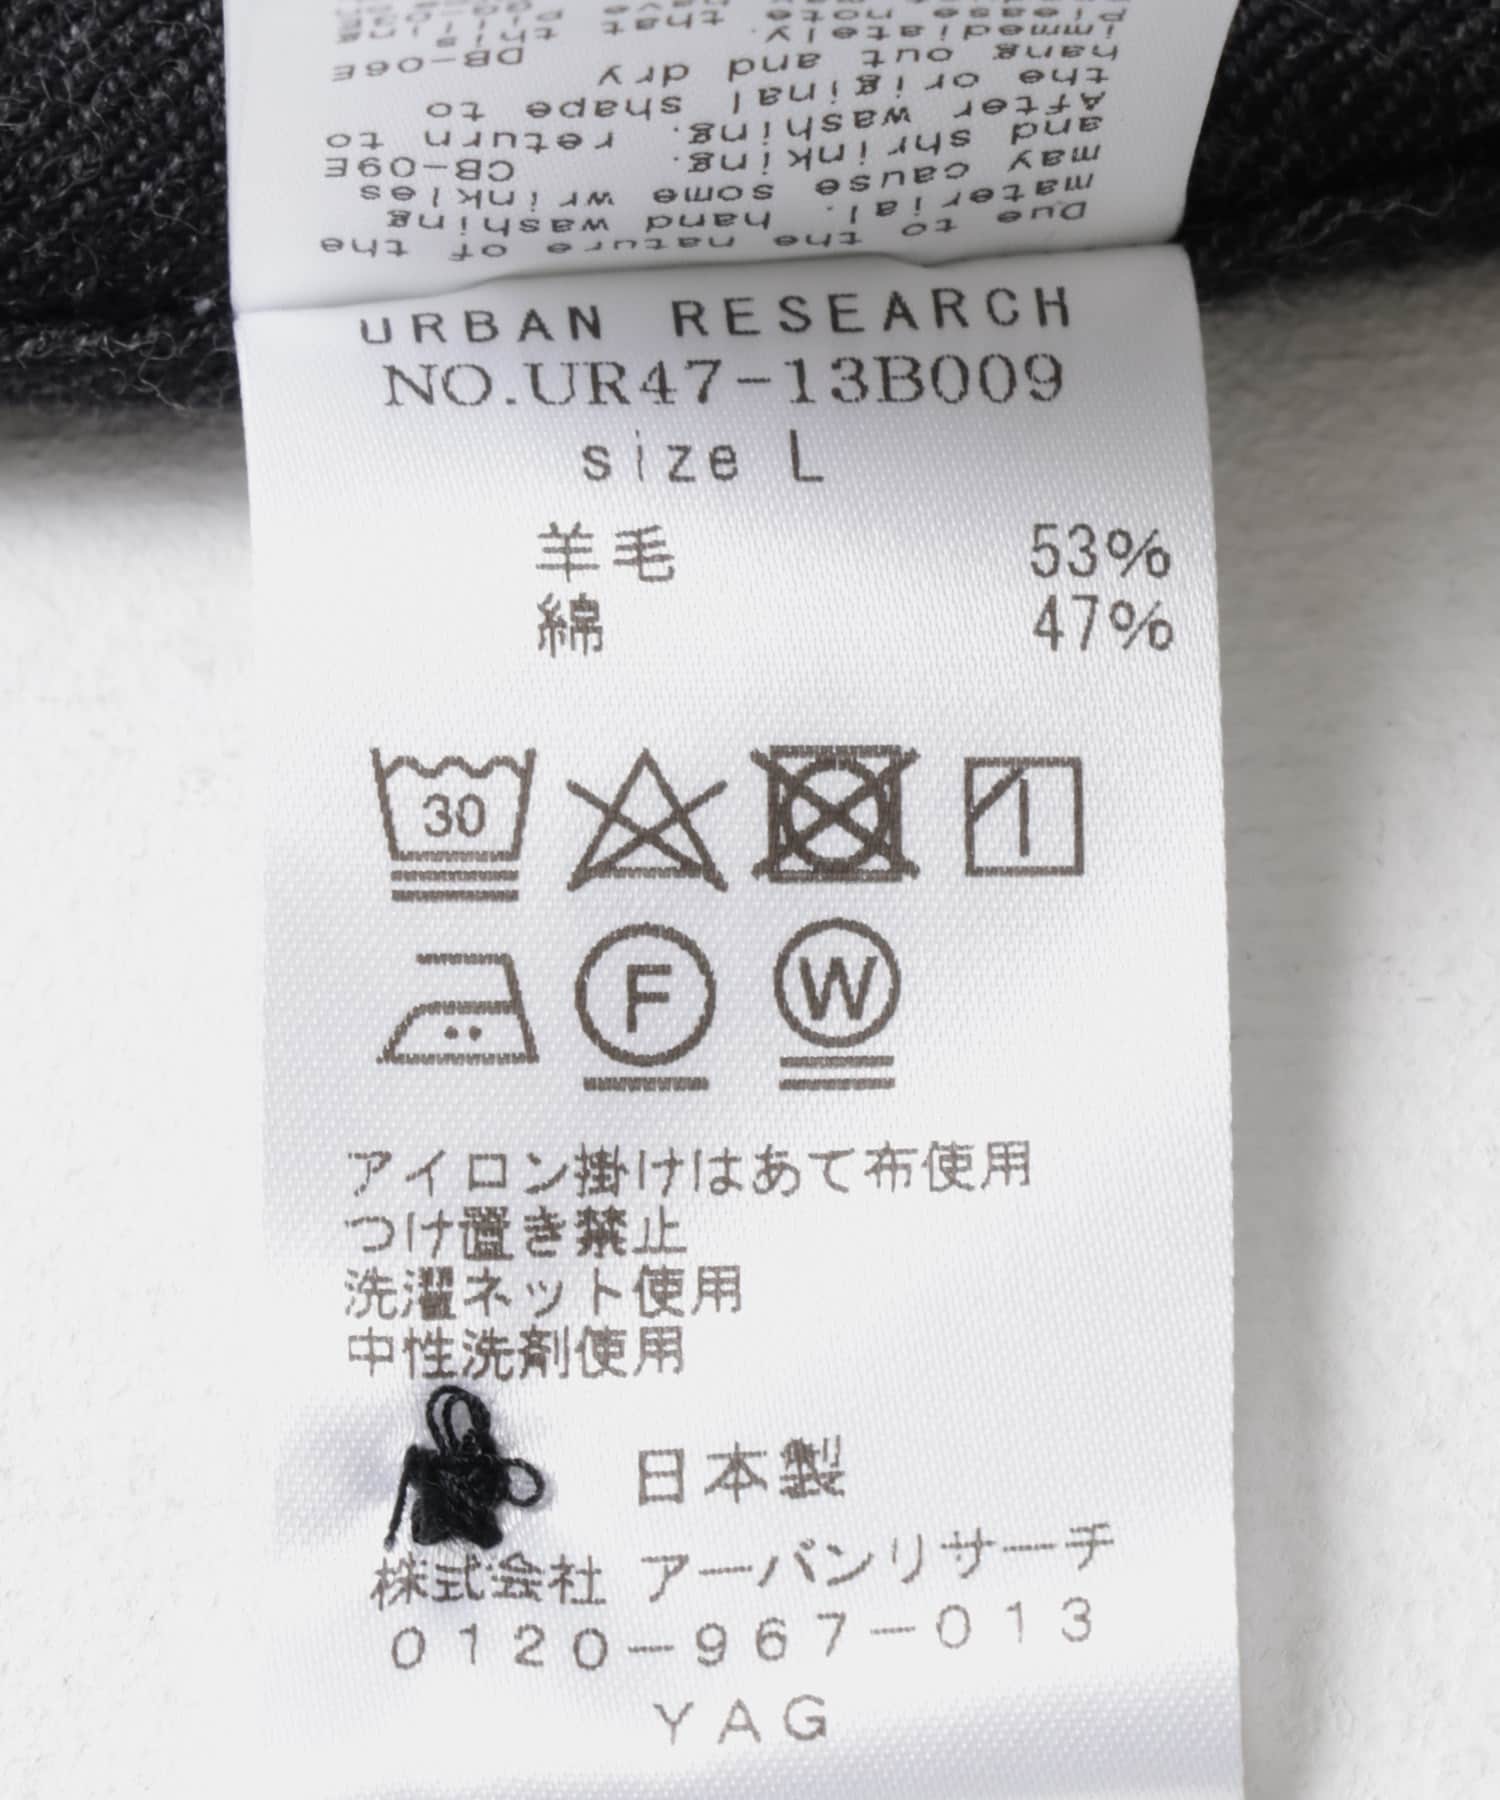 Due to the nature of the
material. hand washing
may cause some wrinkles
and shrinking. CB-09E
After washing. return to
the original shape to
hang out and dry
immediately. DB-06E
please note that this
URBAN RESEARCH
NO.UR47-13B009
size L
羊毛 53%
綿 47%
30
F
W
アイロン掛けはあて布使用
つけ置き禁止
洗濯ネット使用
中性洗剤使用
日本製
株式会社 アーバンリサーチ
0120-967-013
YAG